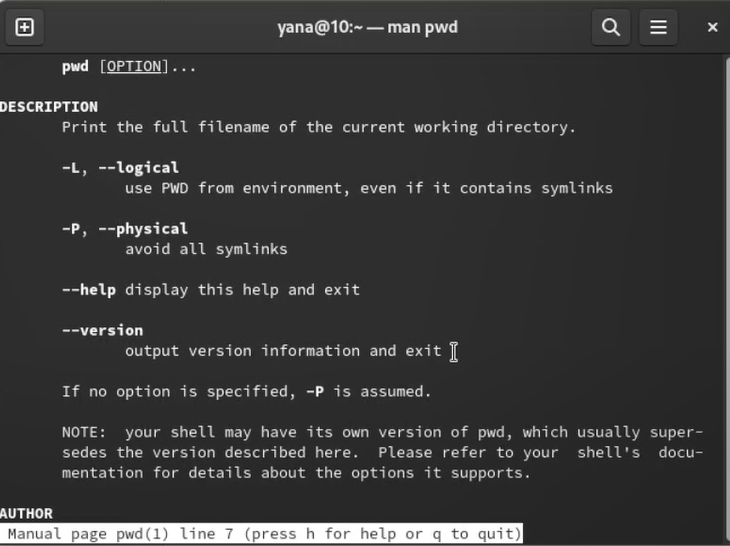 yana@10:~ — man pwd
pwd [OPTION]...
DESCRIPTION
Print the full filename of the current working directory.
-L, --logical
use PWD from environment, even if it contains symlinks
-P, --physical
avoid all symlinks
--help display this help and exit
--version
output version information and exit
If no option is specified, -P is assumed.
NOTE:  your shell may have its own version of pwd, which usually super-
sedes the version described here.  Please refer to your  shell's  docu-
mentation for details about the options it supports.
AUTHOR
Manual page pwd(1) line 7 (press h for help or q to quit)